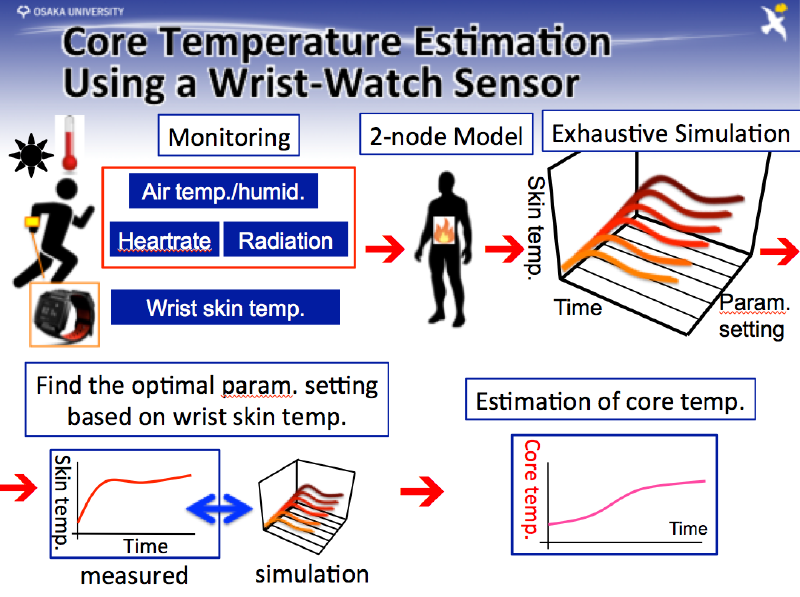 OSAKA UNIVERSITY
Core Temperature Estimation
Using a Wrist-Watch Sensor
Monitoring
2-node Model
Exhaustive Simulation
Air temp./humid.
Heartrate
Radiation
Wrist skin temp.
Skin temp.
Time
Param.
setting
Find the optimal param. setting
based on wrist skin temp.
Estimation of core temp.
Skin temp.
Time
measured
simulation
Core temp.
Time